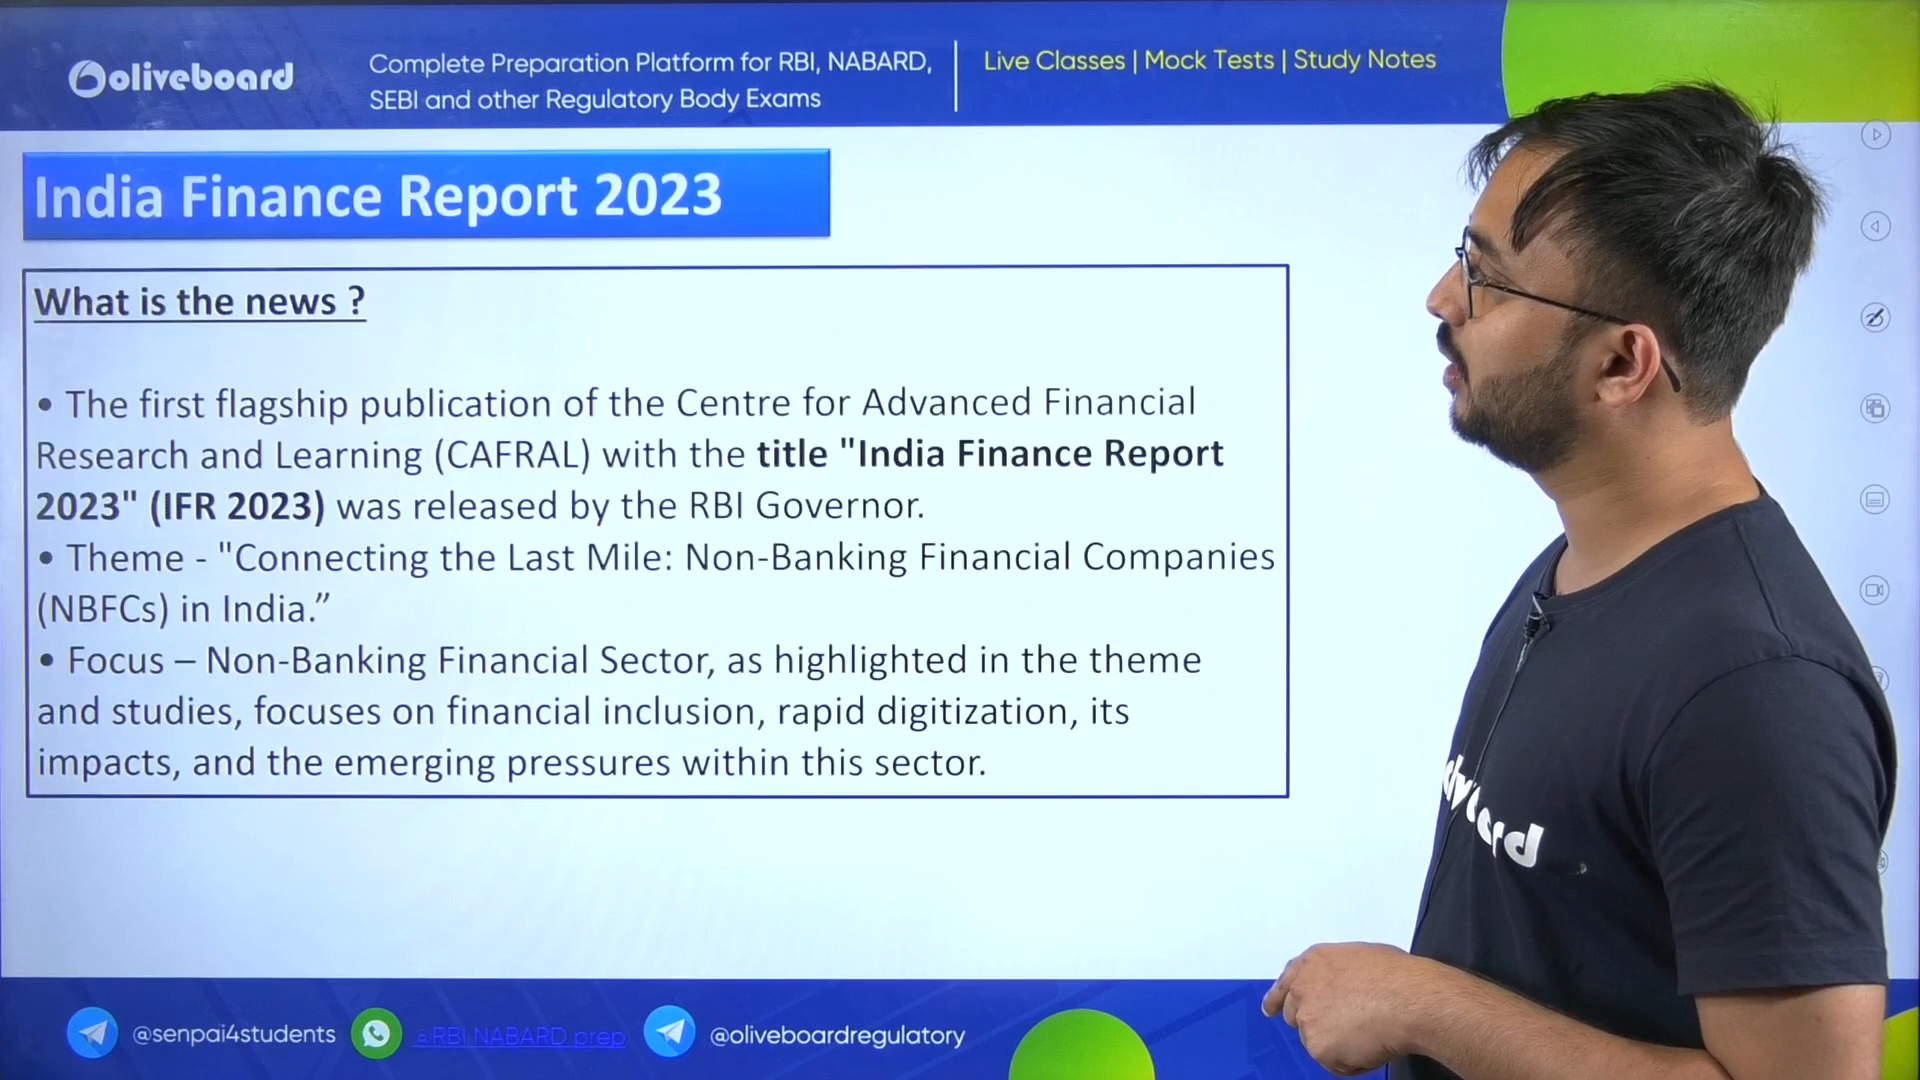 oliveboard
Complete Preparation Platform for RBI, NABARD,
SEBI and other Regulatory Body Exams
Live Classes | Mock Tests | Study Notes
India Finance Report 2023
What is the news ?
• The first flagship publication of the Centre for Advanced Financial
Research and Learning (CAFRAL) with the title "India Finance Report
2023" (IFR 2023) was released by the RBI Governor.
• Theme - "Connecting the Last Mile: Non-Banking Financial Companies
(NBFCs) in India.”
• Focus – Non-Banking Financial Sector, as highlighted in the theme
and studies, focuses on financial inclusion, rapid digitization, its
impacts, and the emerging pressures within this sector.
@senpai4students
@RBI NABARD prep
@oliveboardregulatory